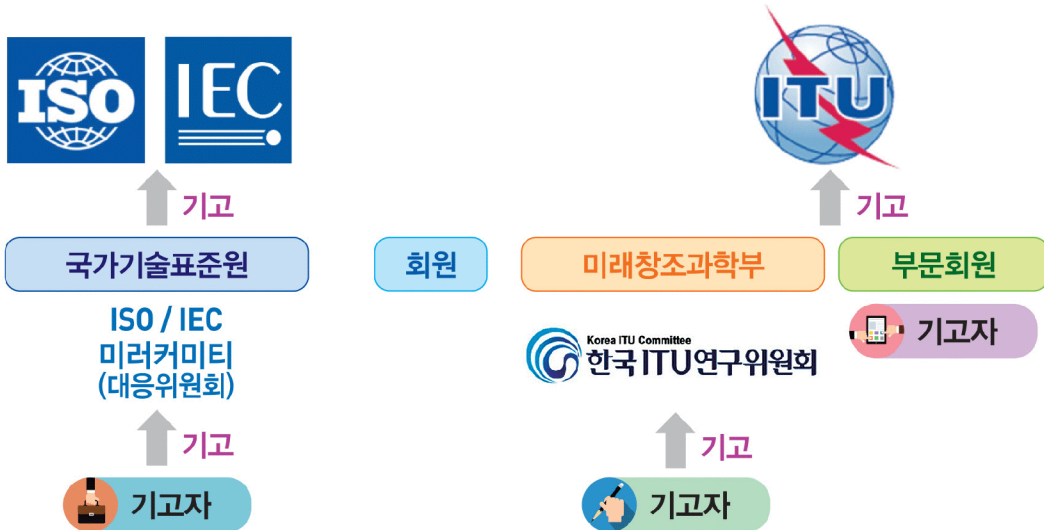 ISO
IEC
ITU
기고
기고
국가기술표준원
회원
미래창조과학부
부문회원
ISO / IEC
미러커미티
(대응위원회)
Korea ITU Committee
한국ITU연구위원회
기고자
기고
기고
기고자
기고자